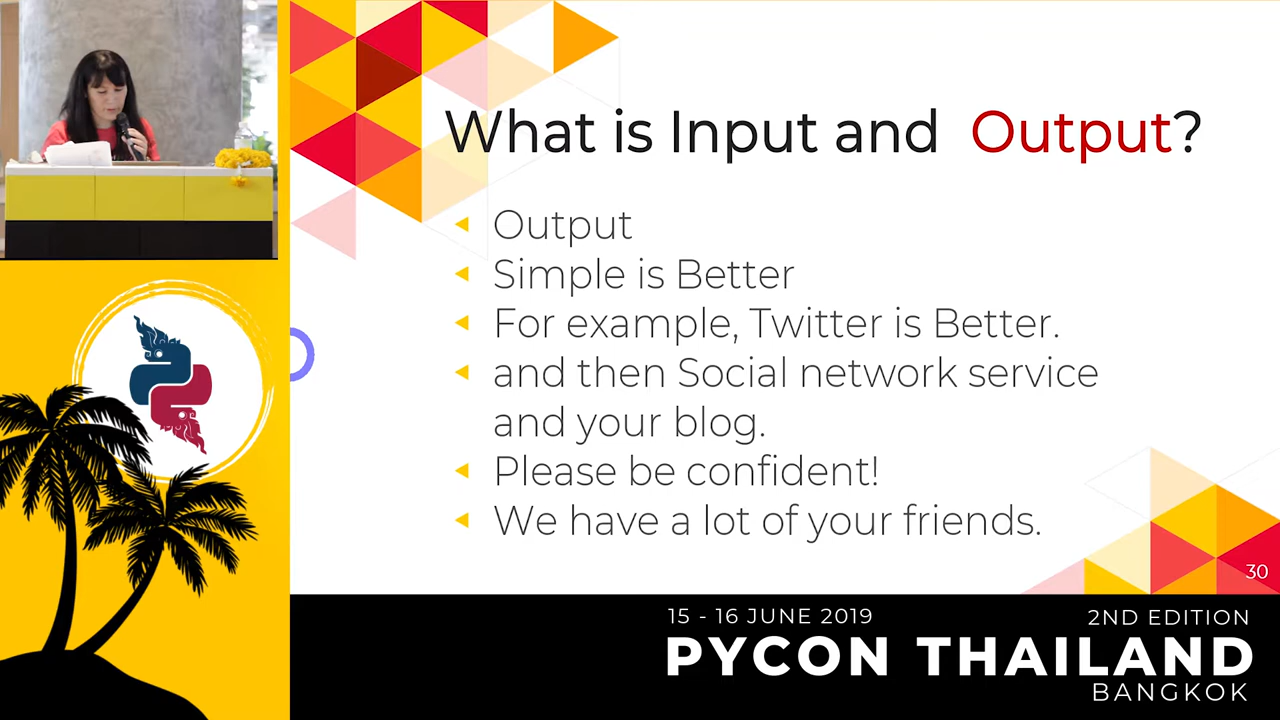 What is Input and Output?
Output
Simple is Better
For example, Twitter is Better.
and then Social network service
and your blog.
Please be confident!
We have a lot of your friends.
30
15 - 16 JUNE 2019
2ND EDITION
PYCON THAILAND
BANGKOK